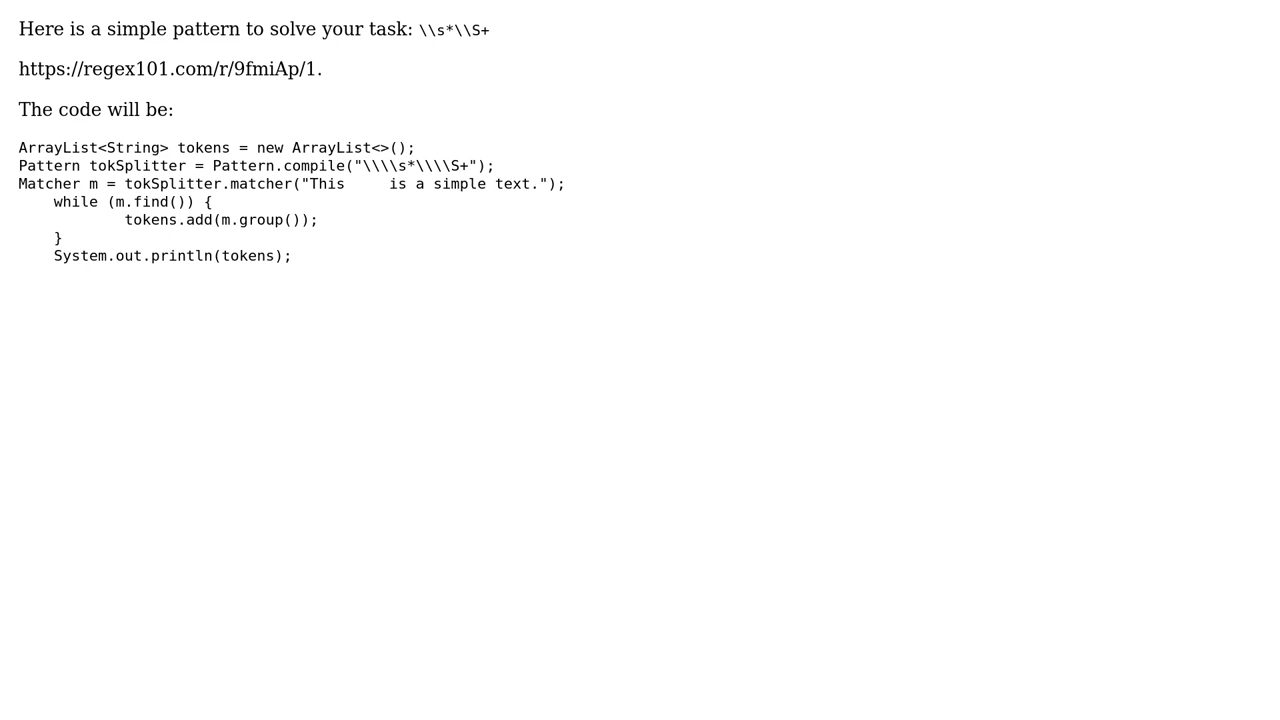 Here is a simple pattern to solve your task: \\s*\\S+
https://regex101.com/r/9fmiAp/1.
The code will be:
ArrayList<String> tokens = new ArrayList<>();
Pattern tokSplitter = Pattern.compile("\\\\s*\\\\S+");
Matcher m = tokSplitter.matcher("This     is a simple text.");
    while (m.find()) {
            tokens.add(m.group());
    }
    System.out.println(tokens);